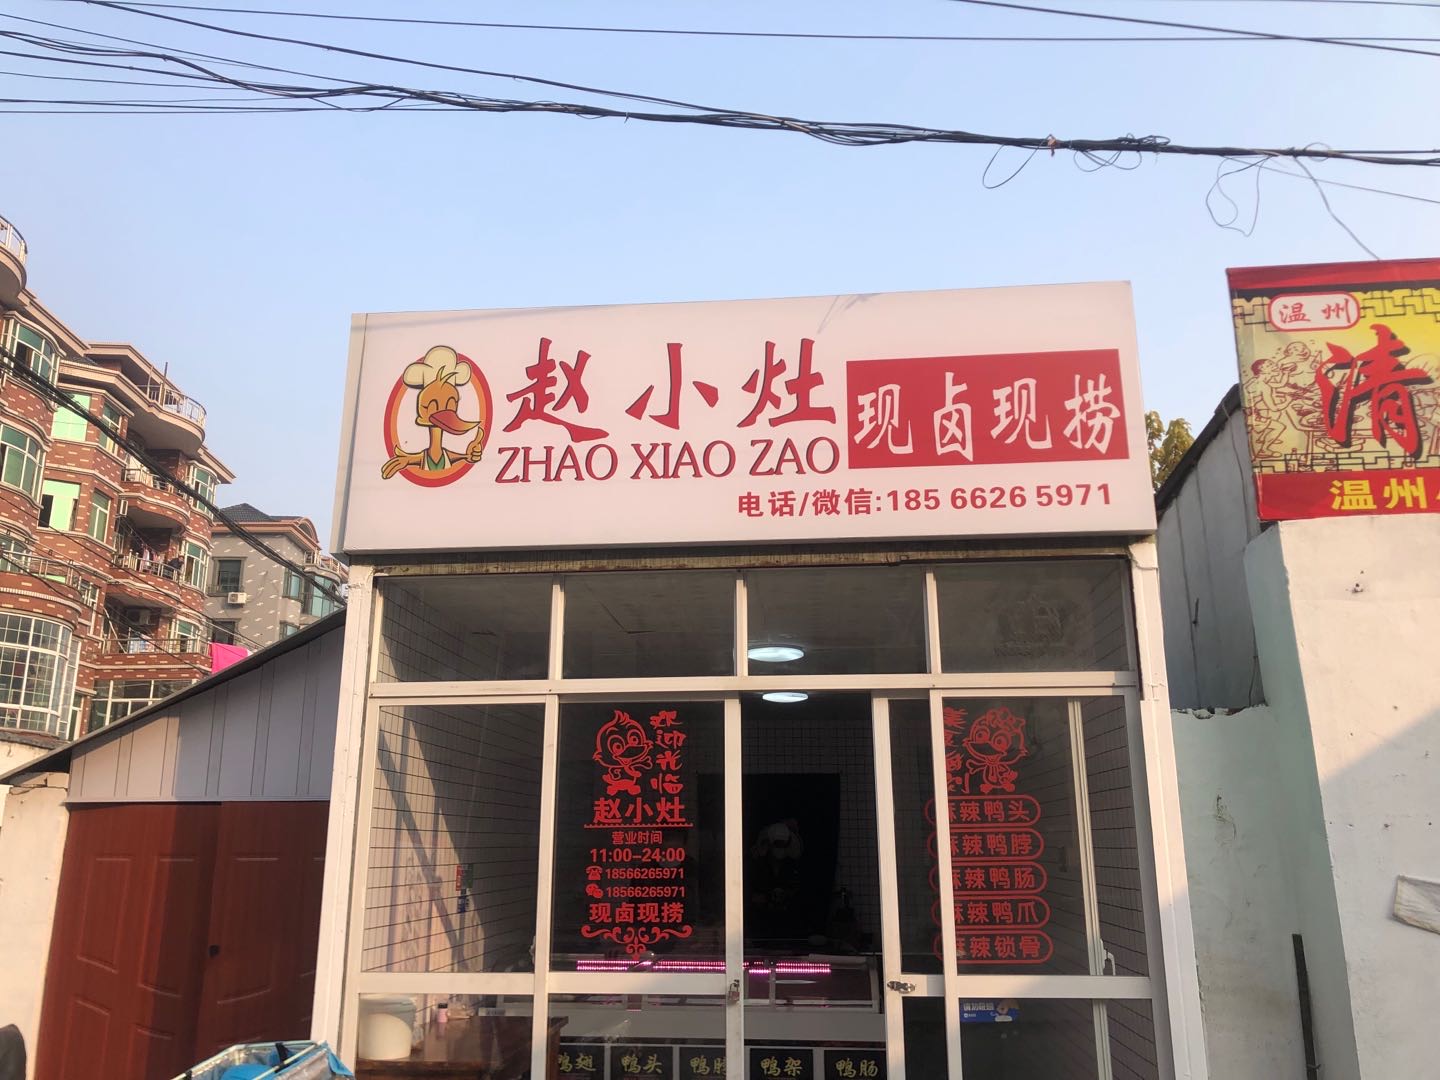 赵小灶
ZHAO XIAO ZAO
现卤现捞
电话/微信:185 6626 5971
温州
清
温州
欢迎光临
赵小灶
营业时间
11:00-24:00
18566265971
18566265971
现卤现捞
麻辣鸭头
麻辣鸭脖
麻辣鸭肠
麻辣鸭爪
麻辣锁骨
鸭翅
鸭头
鸭脖
鸭架
鸭肠